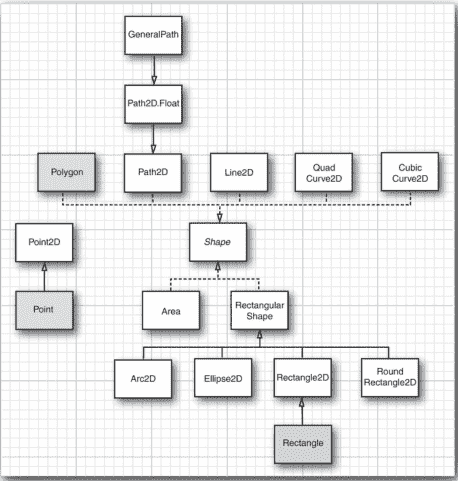 GeneralPath
Path2D.Float
Polygon
Path2D
Line2D
Quad
Curve2D
Cubic
Curve2D
Point2D
Shape
Point
Area
Rectangular
Shape
Arc2D
Ellipse2D
Rectangle2D
Round
Rectangle2D
Rectangle